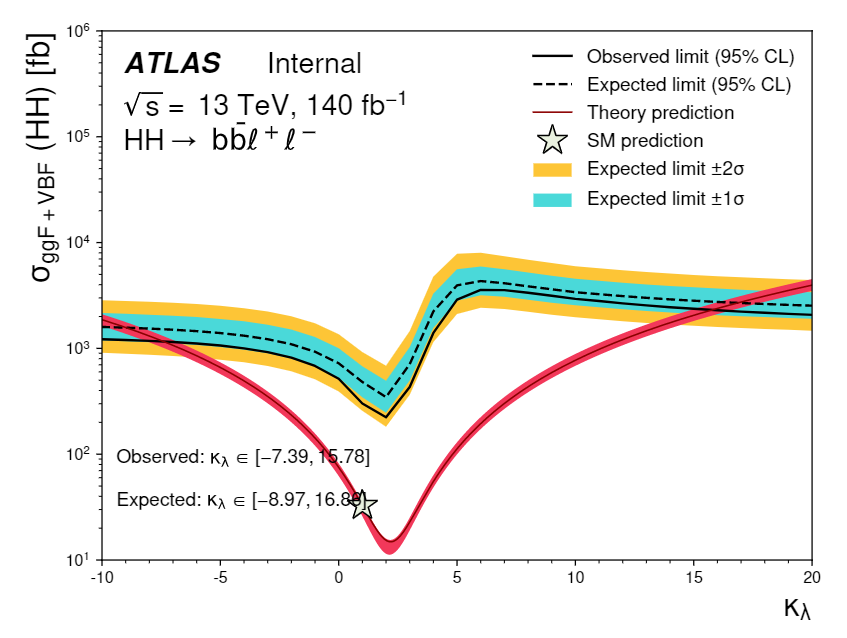 10⁶
10⁵
10⁴
10³
10²
10¹
σggF + VBF (HH) [fb]
ATLAS Internal
√s = 13 TeV, 140 fb⁻¹
HH → bb̄ℓ⁺ℓ⁻
Observed limit (95% CL)
Expected limit (95% CL)
Theory prediction
SM prediction
Expected limit ±2σ
Expected limit ±1σ
Observed: κλ ∈ [−7.39, 15.78]
Expected: κλ ∈ [−8.97, 16.88]
-10 -5 0 5 10 15 20
κλ